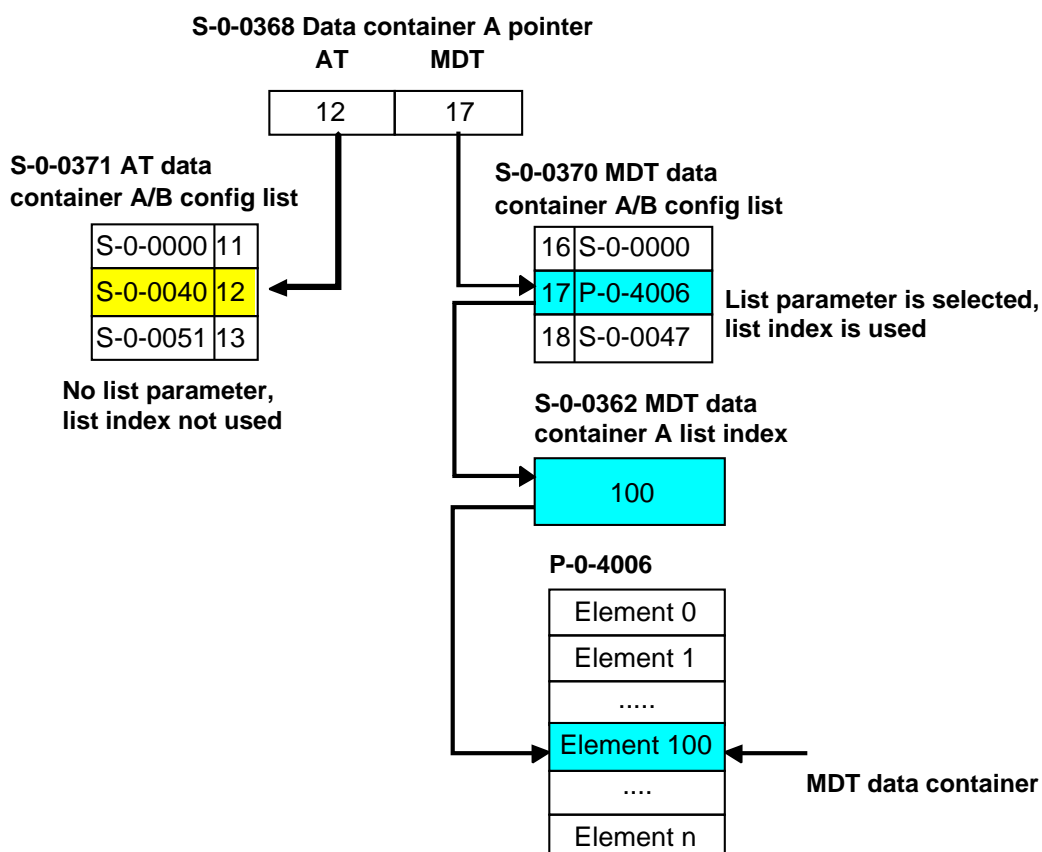 S-0-0368 Data container A pointer
AT MDT
12 17
S-0-0371 AT data
container A/B config list
S-0-0000 11
S-0-0040 12
S-0-0051 13
No list parameter,
list index not used
S-0-0370 MDT data
container A/B config list
16 S-0-0000
17 P-0-4006
18 S-0-0047
List parameter is selected,
list index is used
S-0-0362 MDT data
container A list index
100
P-0-4006
Element 0
Element 1
.....
Element 100
MDT data container
....
Element n